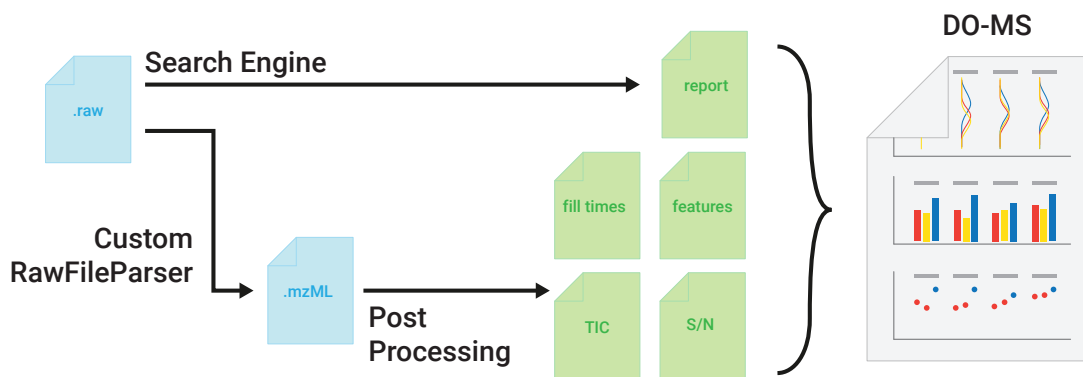 DO-MS
Search Engine
.raw
report
fill times
features
Custom
RawFileParser
.mzML
Post
Processing
TIC
S/N